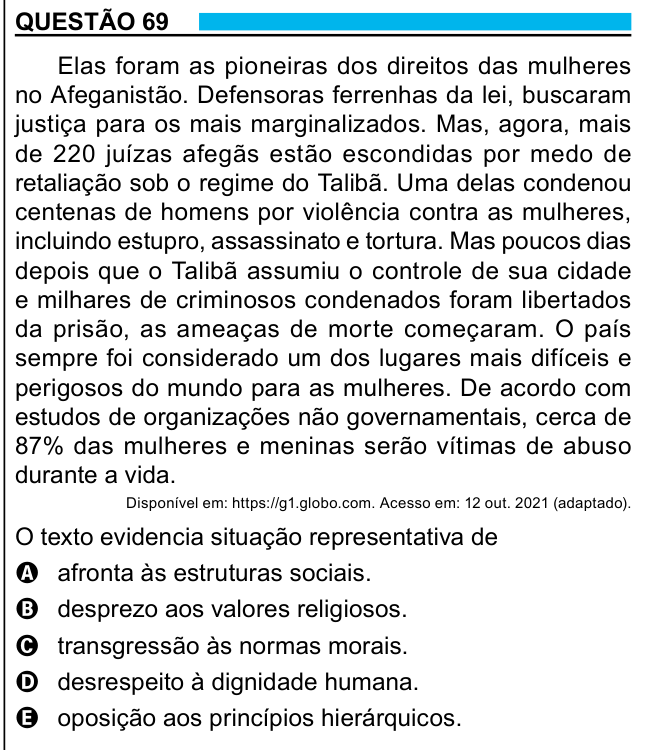 QUESTÃO 69
Elas foram as pioneiras dos direitos das mulheres
no Afeganistão. Defensoras ferrenhas da lei, buscaram
justiça para os mais marginalizados. Mas, agora, mais
de 220 juízas afegãs estão escondidas por medo de
retaliação sob o regime do Talibã. Uma delas condenou
centenas de homens por violência contra as mulheres,
incluindo estupro, assassinato e tortura. Mas poucos dias
depois que o Talibã assumiu o controle de sua cidade
e milhares de criminosos condenados foram libertados
da prisão, as ameaças de morte começaram. O país
sempre foi considerado um dos lugares mais difíceis e
perigosos do mundo para as mulheres. De acordo com
estudos de organizações não governamentais, cerca de
87% das mulheres e meninas serão vítimas de abuso
durante a vida.
Disponível em: https://g1.globo.com. Acesso em: 12 out. 2021 (adaptado).
O texto evidencia situação representativa de
A afronta às estruturas sociais.
B desprezo aos valores religiosos.
C transgressão às normas morais.
D desrespeito à dignidade humana.
E oposição aos princípios hierárquicos.